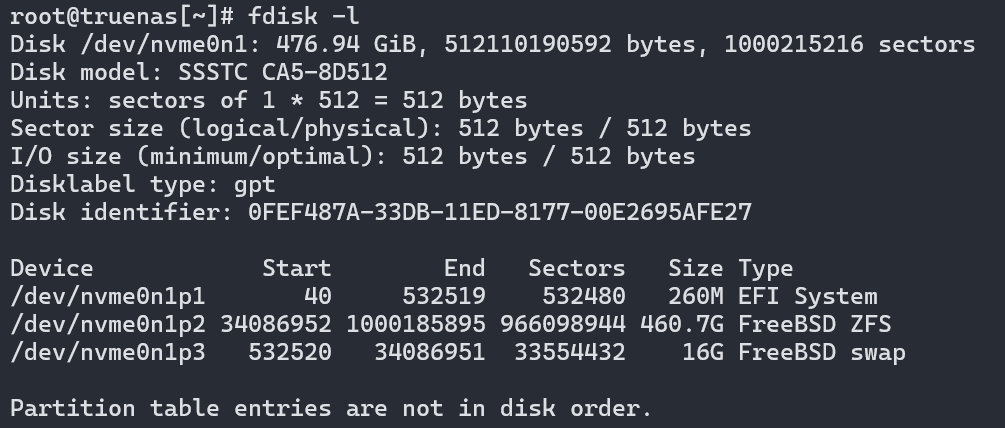 root@truenas[~]# fdisk -l
Disk /dev/nvme0n1: 476.94 GiB, 512110190592 bytes, 1000215216 sectors
Disk model: SSSTC CA5-8D512
Units: sectors of 1 * 512 = 512 bytes
Sector size (logical/physical): 512 bytes / 512 bytes
I/O size (minimum/optimal): 512 bytes / 512 bytes
Disklabel type: gpt
Disk identifier: 0FEF487A-33DB-11ED-8177-00E2695AFE27
Device Start End Sectors Size Type
/dev/nvme0n1p1 40 532519 532480 260M EFI System
/dev/nvme0n1p2 34086952 1000185895 966098944 460.7G FreeBSD ZFS
/dev/nvme0n1p3 532520 34086951 33554432 16G FreeBSD swap
Partition table entries are not in disk order.